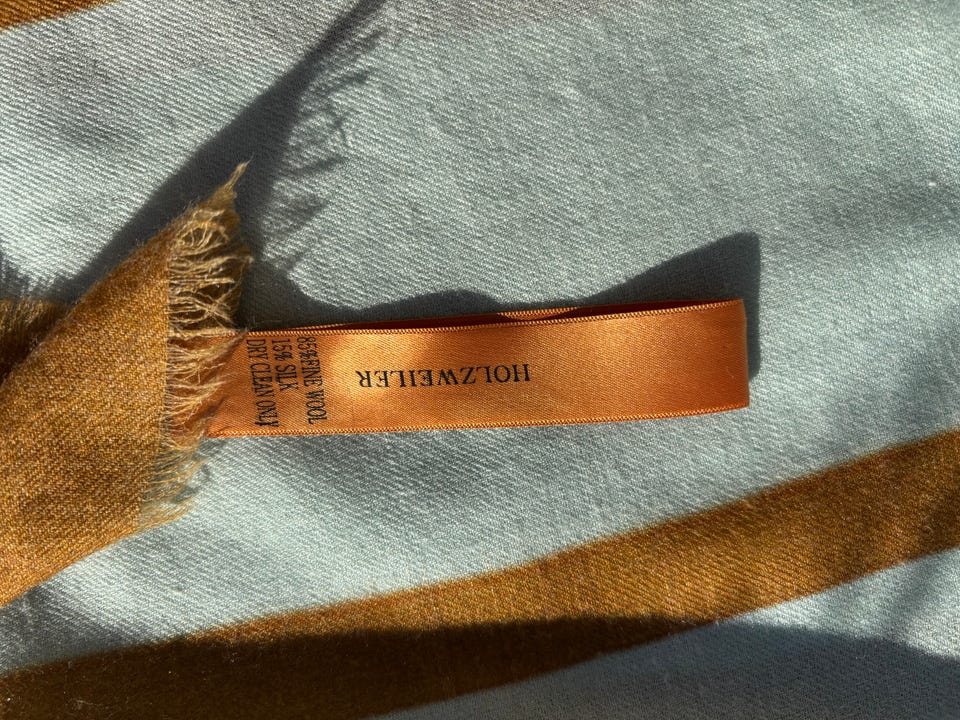 HOLZWEILER
85% FINE WOOL
15% SILK
DRY CLEAN ONLY